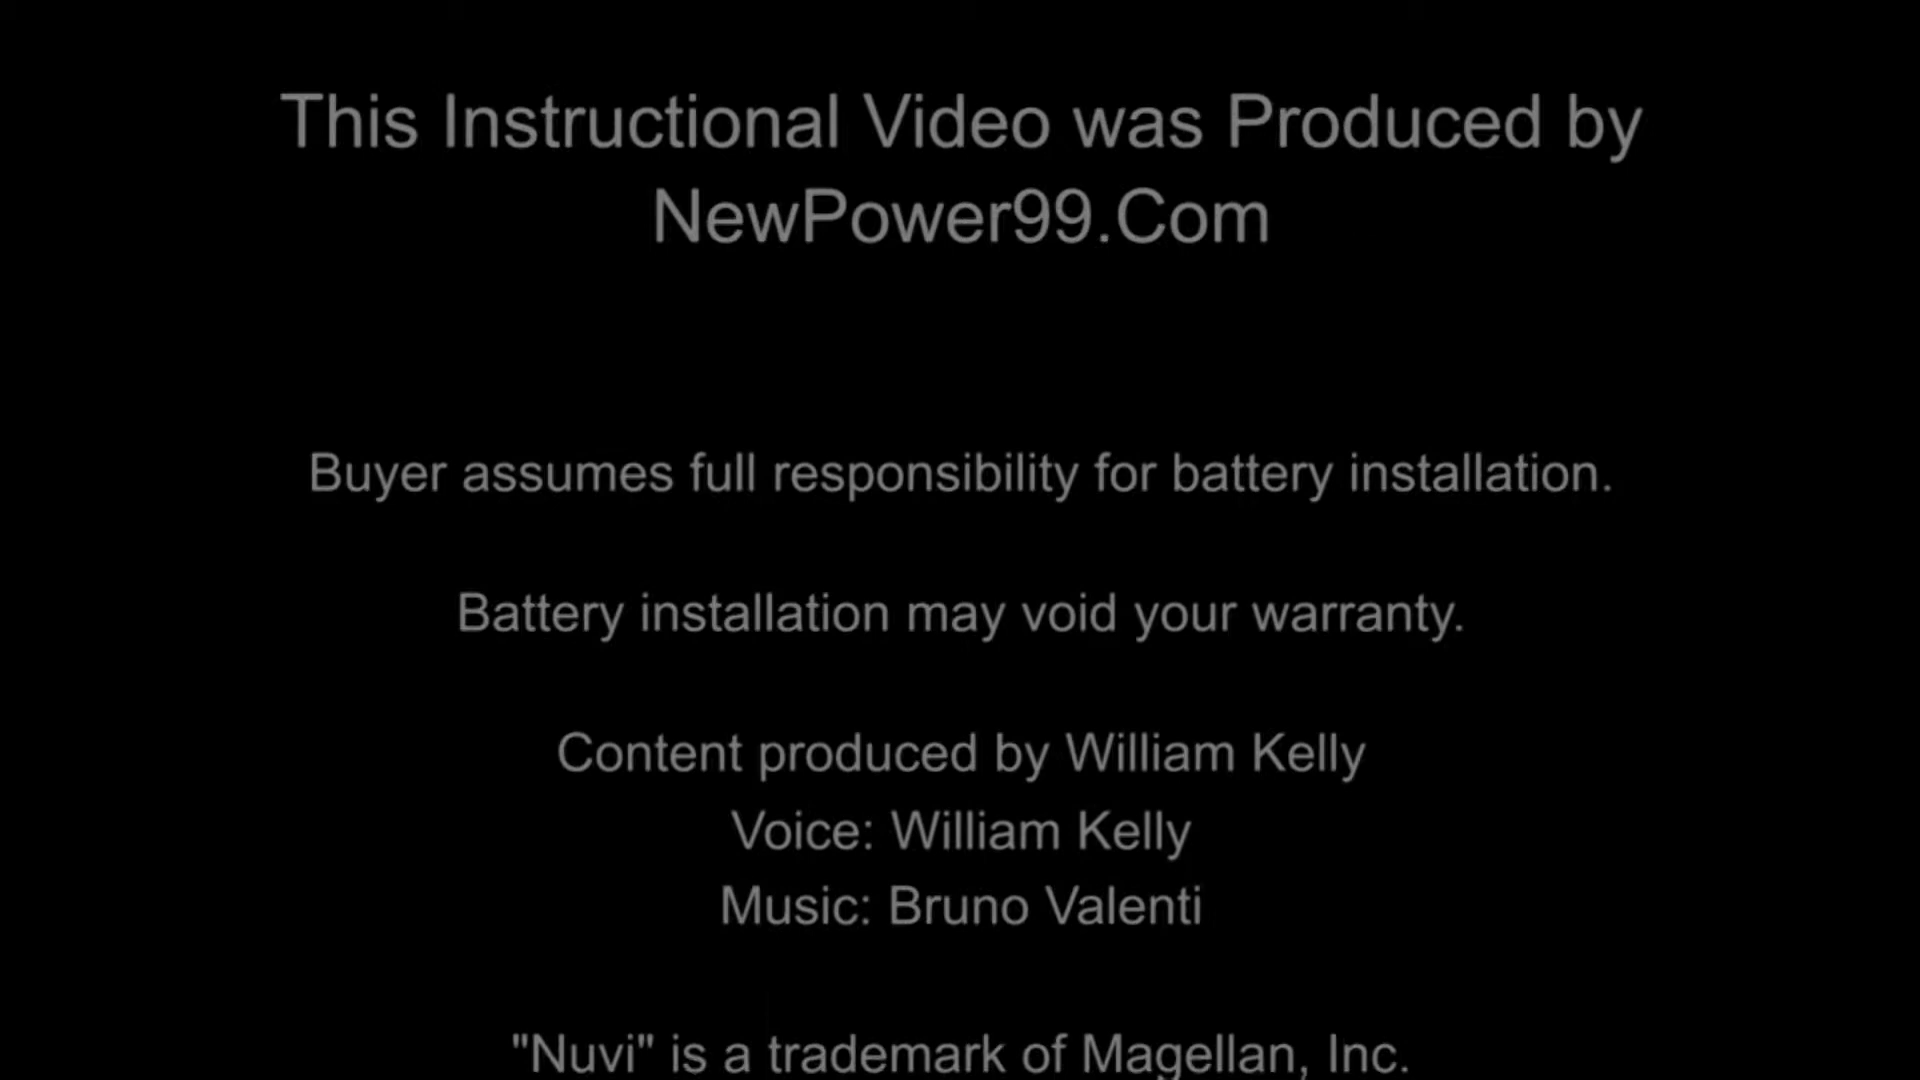 This Instructional Video was Produced by
NewPower99.Com
Buyer assumes full responsibility for battery installation.
Battery installation may void your warranty.
Content produced by William Kelly
Voice: William Kelly
Music: Bruno Valenti
"Nuvi" is a trademark of Magellan, Inc.